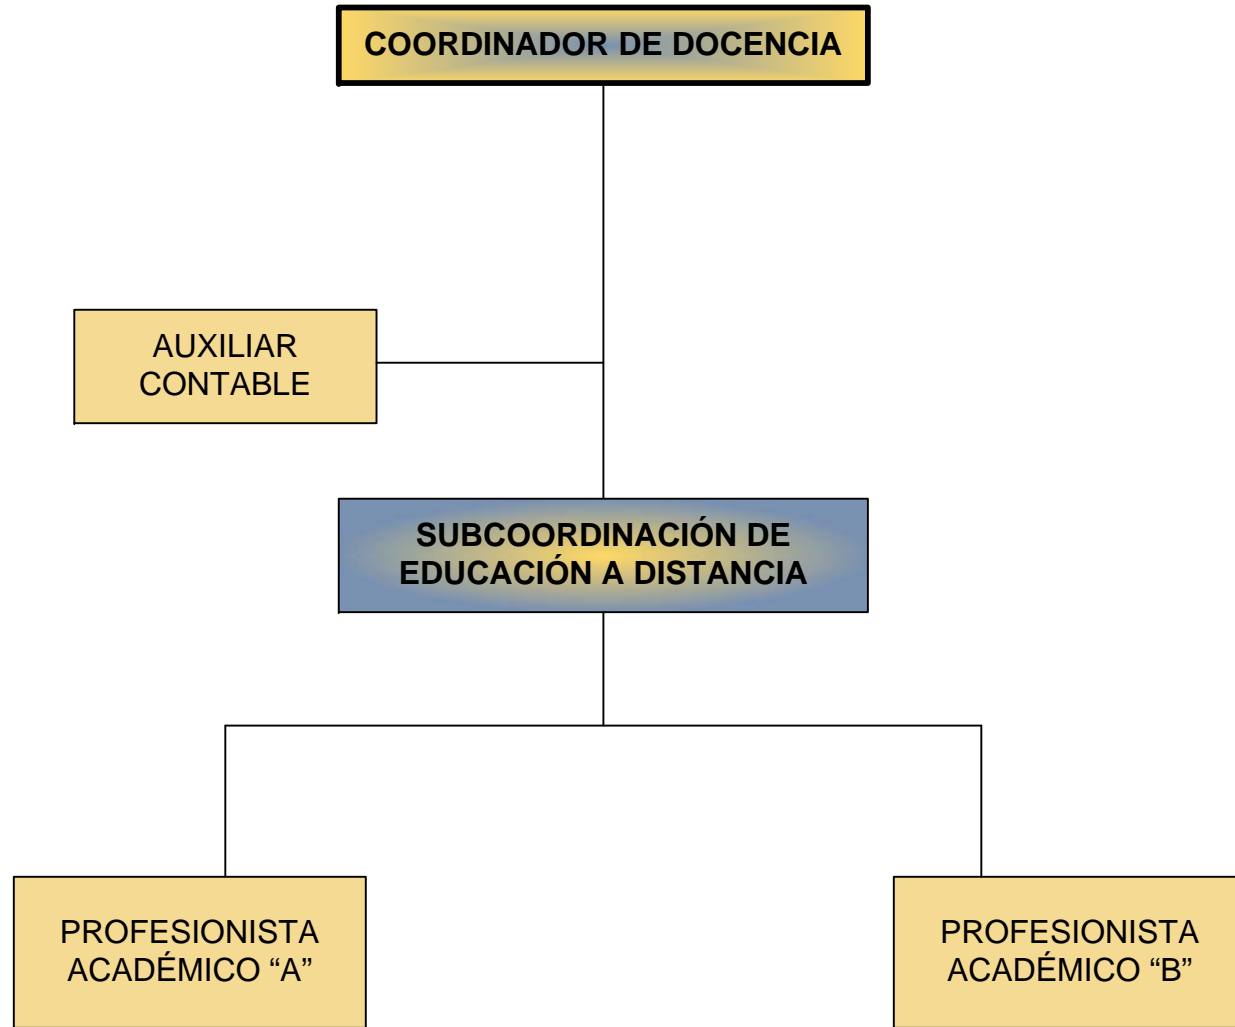 COORDINADOR DE DOCENCIA
AUXILIAR
CONTABLE
SUBCOORDINACIÓN DE
EDUCACIÓN A DISTANCIA
PROFESIONISTA
ACADÉMICO “A”
PROFESIONISTA
ACADÉMICO “B”